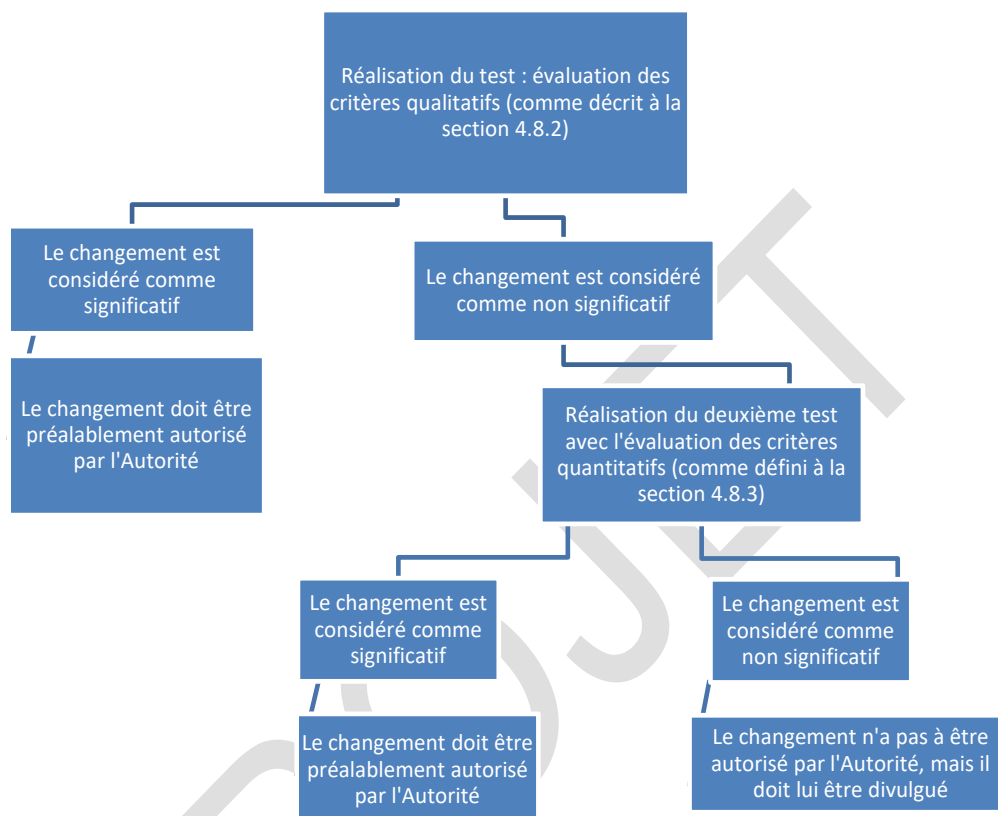 Réalisation du test : évaluation des
critères qualitatifs (comme décrit à la
section 4.8.2)
Le changement est
considéré comme
significatif
Le changement doit être
préalablement autorisé
par l'Autorité
Le changement est considéré
comme non significatif
Réalisation du deuxième test
avec l'évaluation des critères
quantitatifs (comme défini à la
section 4.8.3)
Le changement est
considéré comme
significatif
Le changement doit être
préalablement autorisé
par l'Autorité
Le changement est
considéré comme
non significatif
Le changement n'a pas à être
autorisé par l'Autorité, mais il
doit lui être divulgué